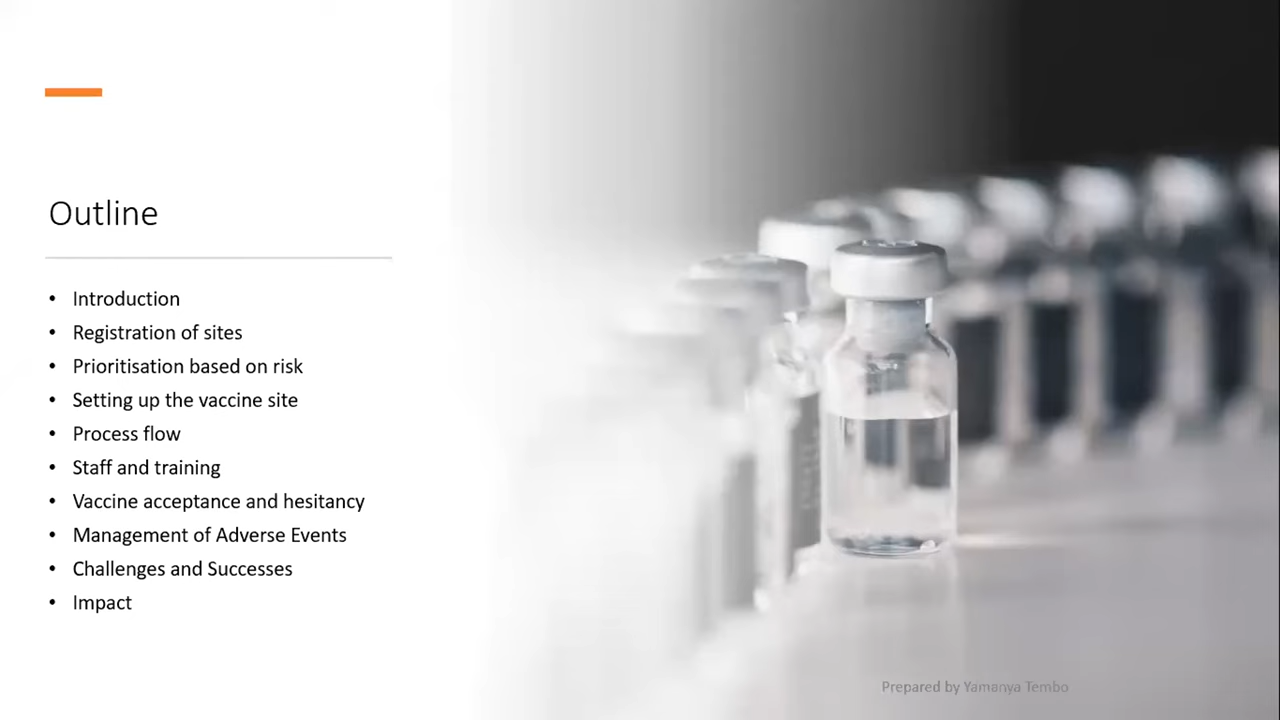 Outline
• Introduction
• Registration of sites
• Prioritisation based on risk
• Setting up the vaccine site
• Process flow
• Staff and training
• Vaccine acceptance and hesitancy
• Management of Adverse Events
• Challenges and Successes
• Impact
Prepared by Yamanya Tembo